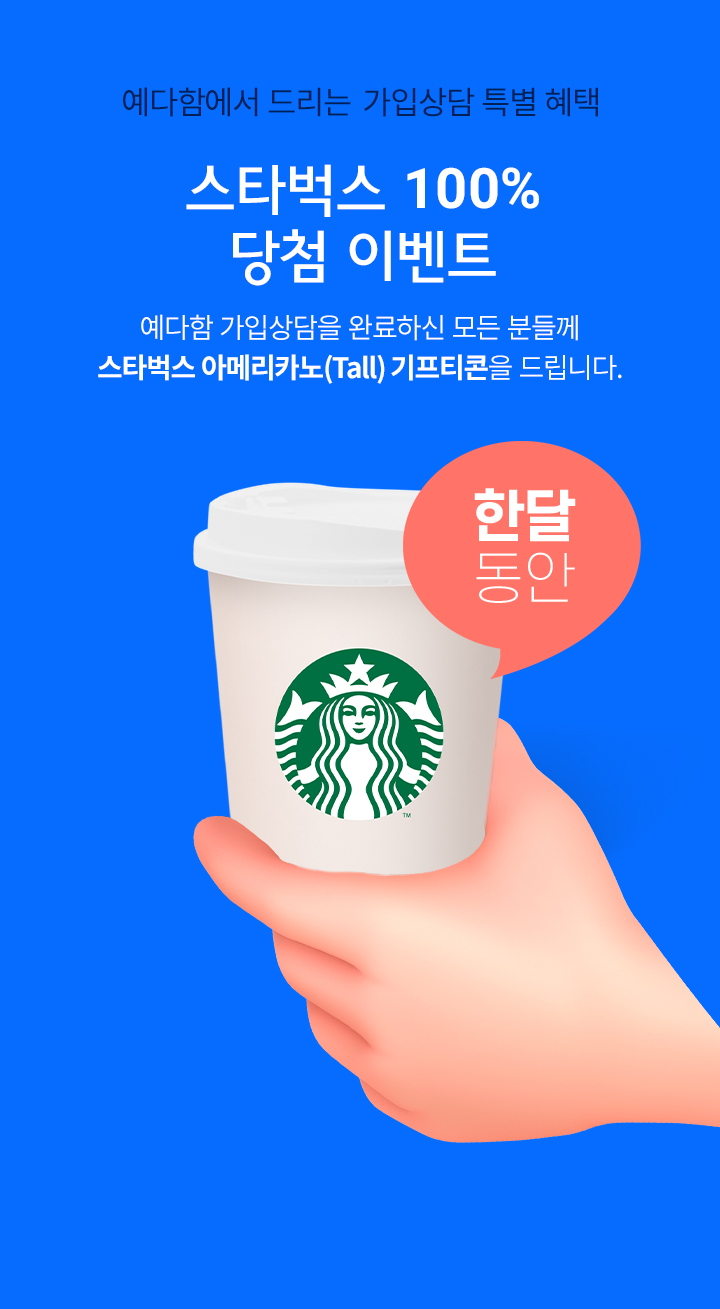 예다함에서 드리는 가입상담 특별 혜택
스타벅스 100%
당첨 이벤트
예다함 가입상담을 완료하신 모든 분들께
스타벅스 아메리카노(Tall) 기프티콘을 드립니다.
한달
동안
TM